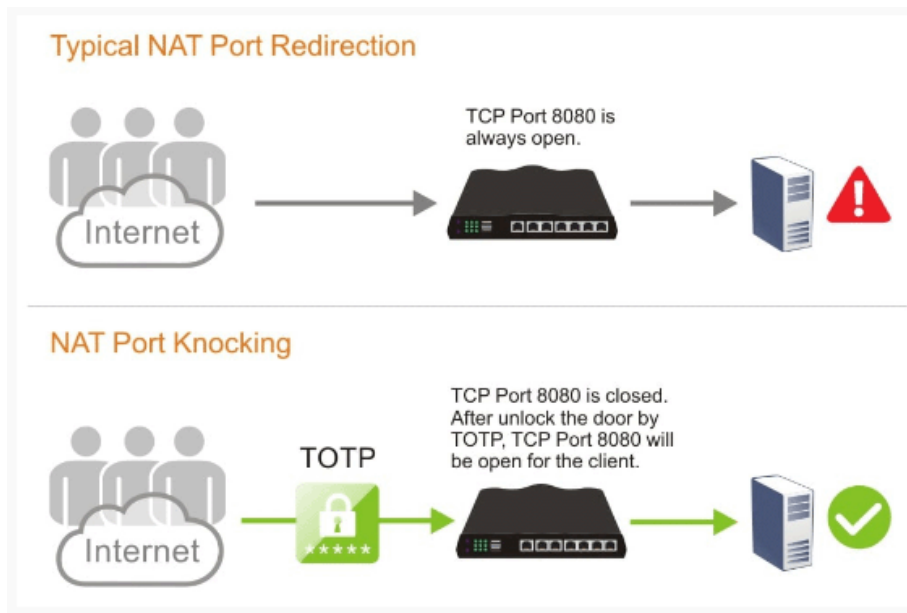 Typical NAT Port Redirection
TCP Port 8080 is
always open.
Internet
NAT Port Knocking
TCP Port 8080 is closed.
After unlock the door by
TOTP, TCP Port 8080 will
be open for the client.
TOTP
*****
Internet